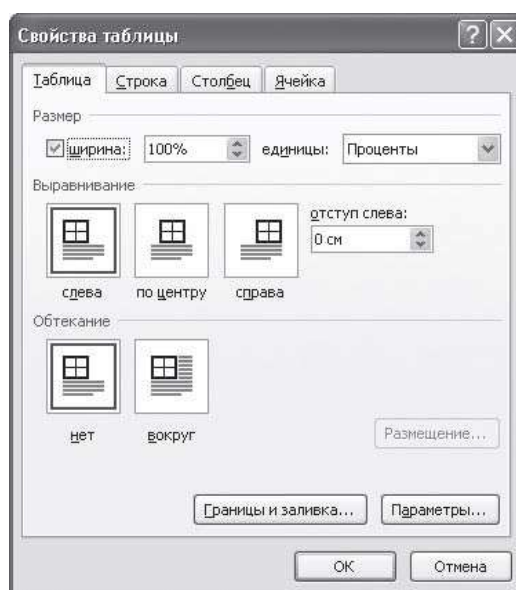 Свойства таблицы
Таблица Строка Столбец Ячейка
Размер
ширина: 100% единицы: Проценты
Выравнивание
отступ слева:
0 см
слева по центру справа
Обтекание
нет вокруг
Размещение...
Границы и заливка... Параметры...
ОК Отмена